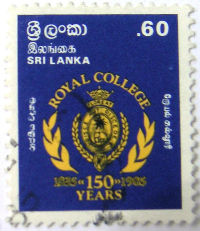 ශ්‍රී ලංකා
.60
இலங்கை
SRI LANKA
ROYAL COLLEGE
1835 «150» 1985
YEARS